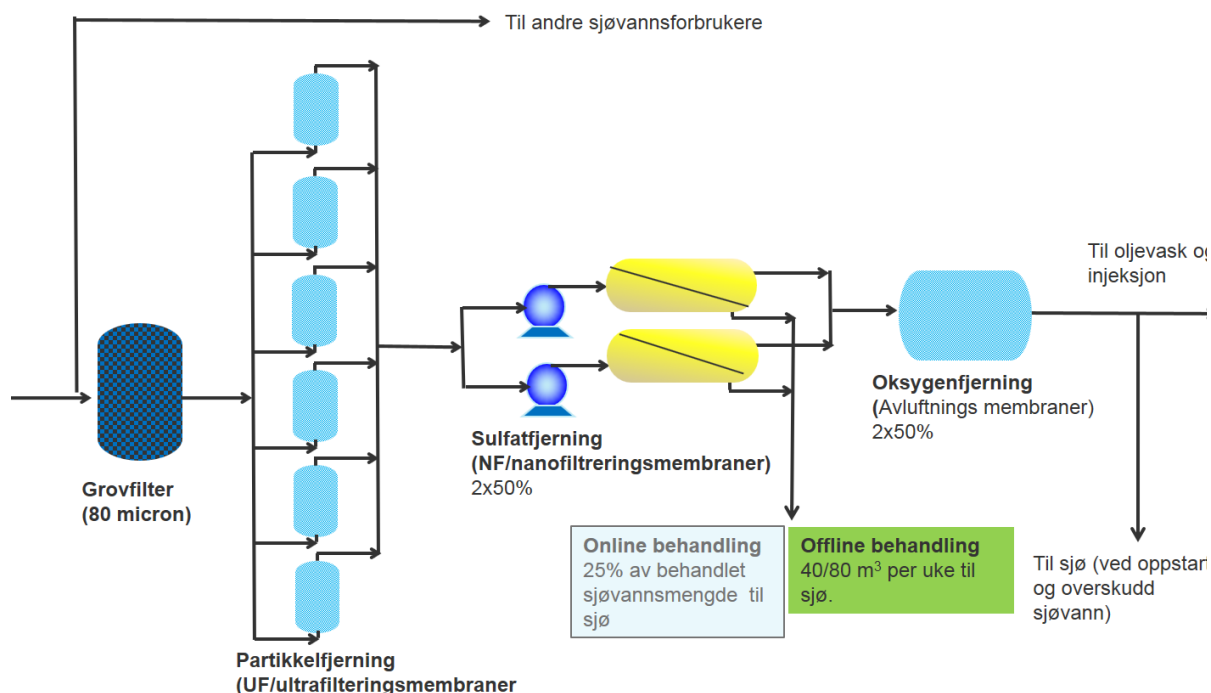 Til andre sjøvannsforbrukere
Til oljevask og
injeksjon
Oksygenfjerning
(Avluftnings membraner)
2x50%
Sulfatfjerning
(NF/nanofiltreringsmembraner)
2x50%
Grovfilter
(80 micron)
Online behandling
25% av behandlet
sjøvannsmengde til
sjø
Offline behandling
40/80 m³ per uke til
sjø.
Til sjø (ved oppstart
og overskudd
sjøvann)
Partikkelfjerning
(UF/ultrafilteringsmembraner